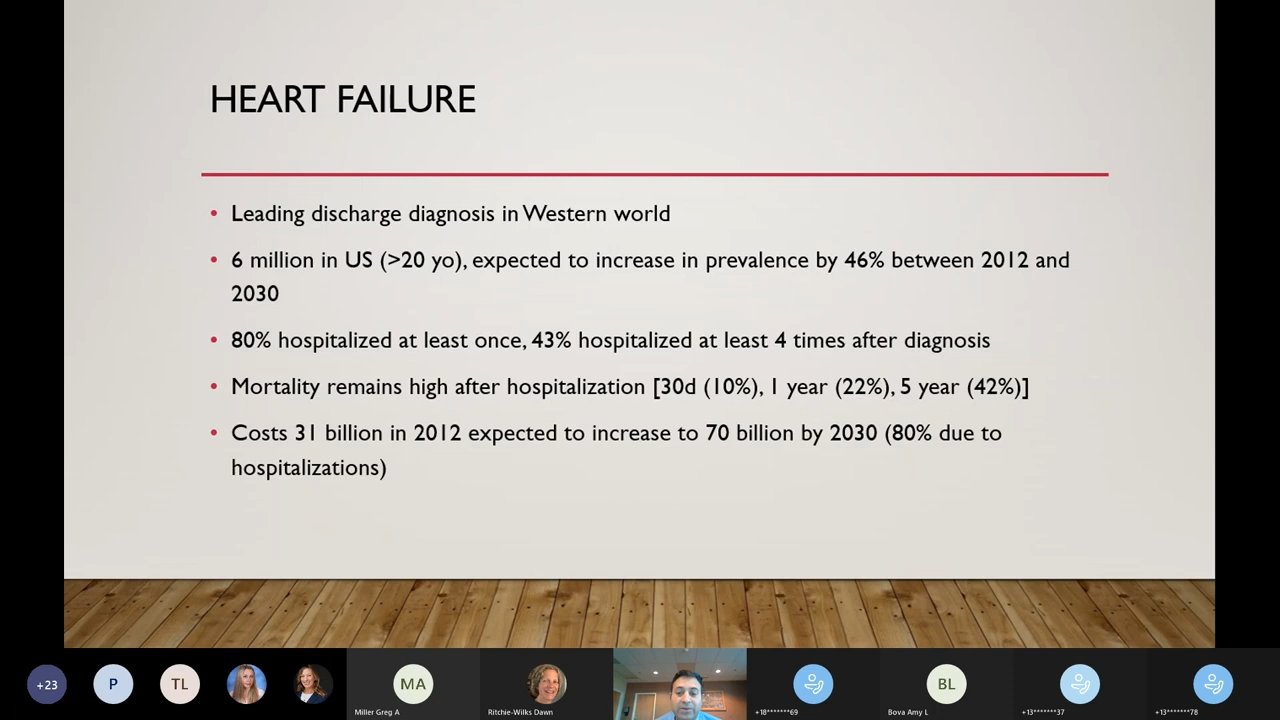 HEART FAILURE
• Leading discharge diagnosis in Western world
• 6 million in US (>20 yo), expected to increase in prevalence by 46% between 2012 and
2030
• 80% hospitalized at least once, 43% hospitalized at least 4 times after diagnosis
• Mortality remains high after hospitalization [30d (10%), 1 year (22%), 5 year (42%)]
• Costs 31 billion in 2012 expected to increase to 70 billion by 2030 (80% due to
hospitalizations)
+23
P
TL
MA
BL
Miller Greg A
Ritchie-Wilks Dawn
+18*******69
Bova Amy L
+13*******37
+13*******78